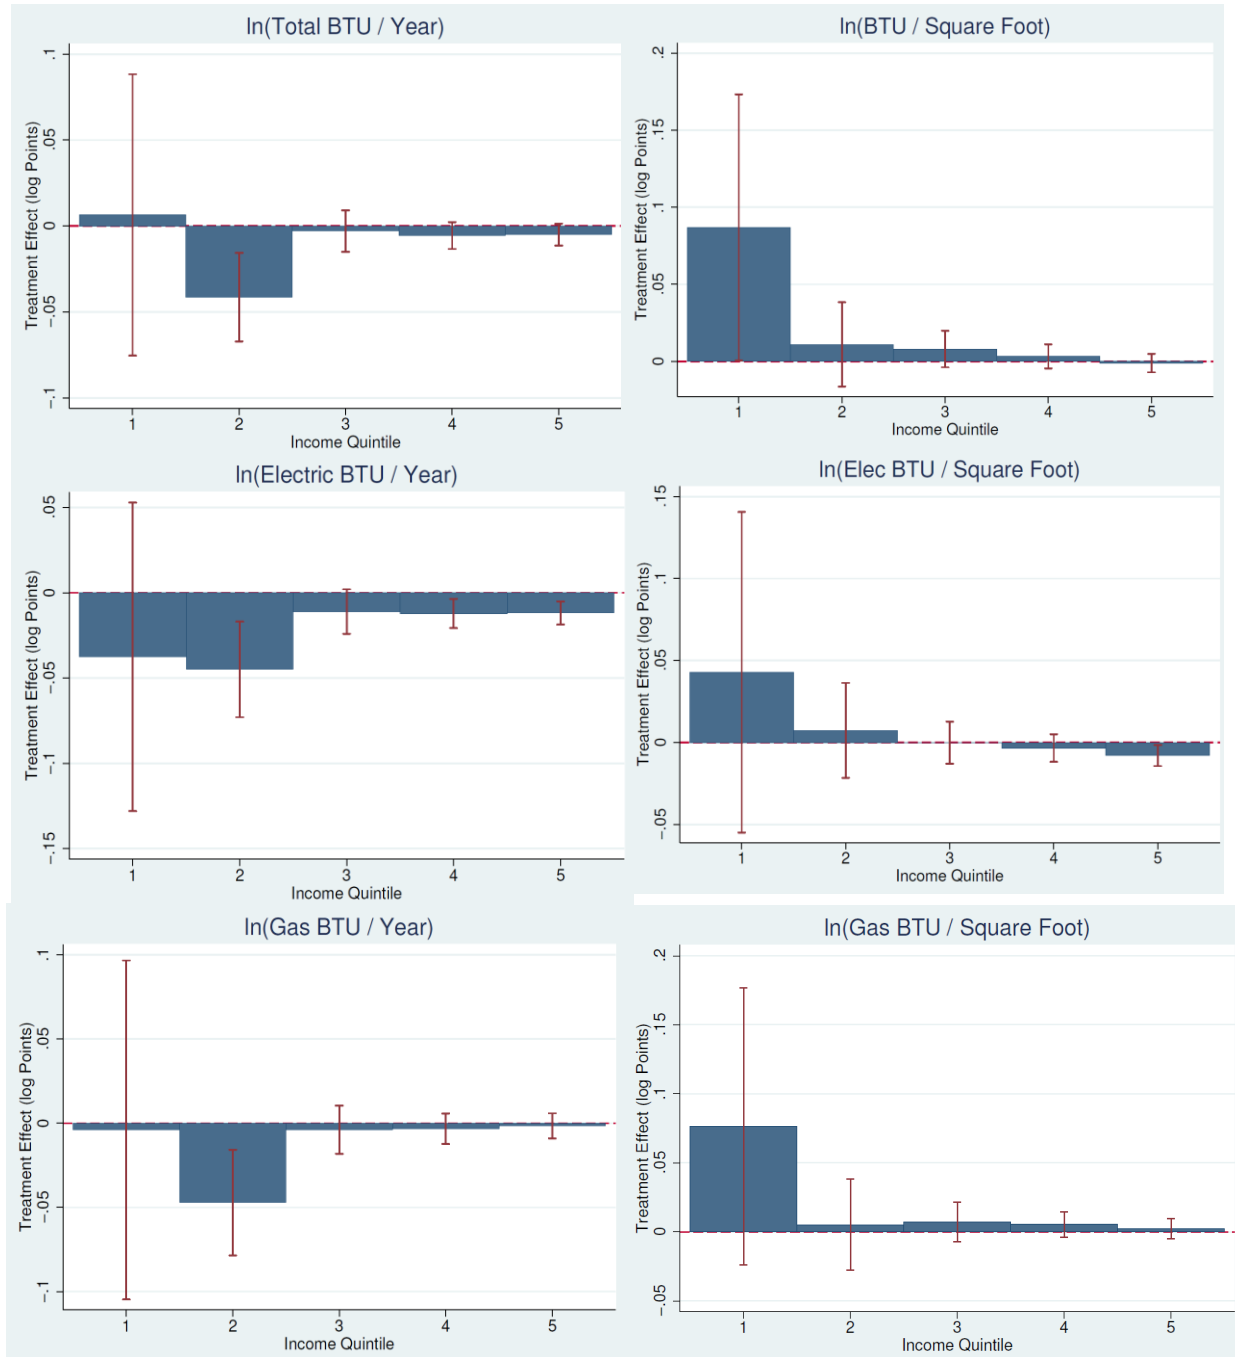 ln(Total BTU / Year)
Treatment Effect (log Points)
.1
.05
0
-.05
-.1
1 2 3 4 5
Income Quintile
ln(BTU / Square Foot)
Treatment Effect (log Points)
.2
.15
.1
.05
0
1 2 3 4 5
Income Quintile
ln(Electric BTU / Year)
Treatment Effect (log Points)
.05
0
-.05
-.1
-.15
1 2 3 4 5
Income Quintile
ln(Elec BTU / Square Foot)
Treatment Effect (log Points)
.15
.1
.05
0
-.05
1 2 3 4 5
Income Quintile
ln(Gas BTU / Year)
Treatment Effect (log Points)
.1
.05
0
-.05
-.1
1 2 3 4 5
Income Quintile
ln(Gas BTU / Square Foot)
Treatment Effect (log Points)
.2
.15
.1
.05
0
-.05
1 2 3 4 5
Income Quintile